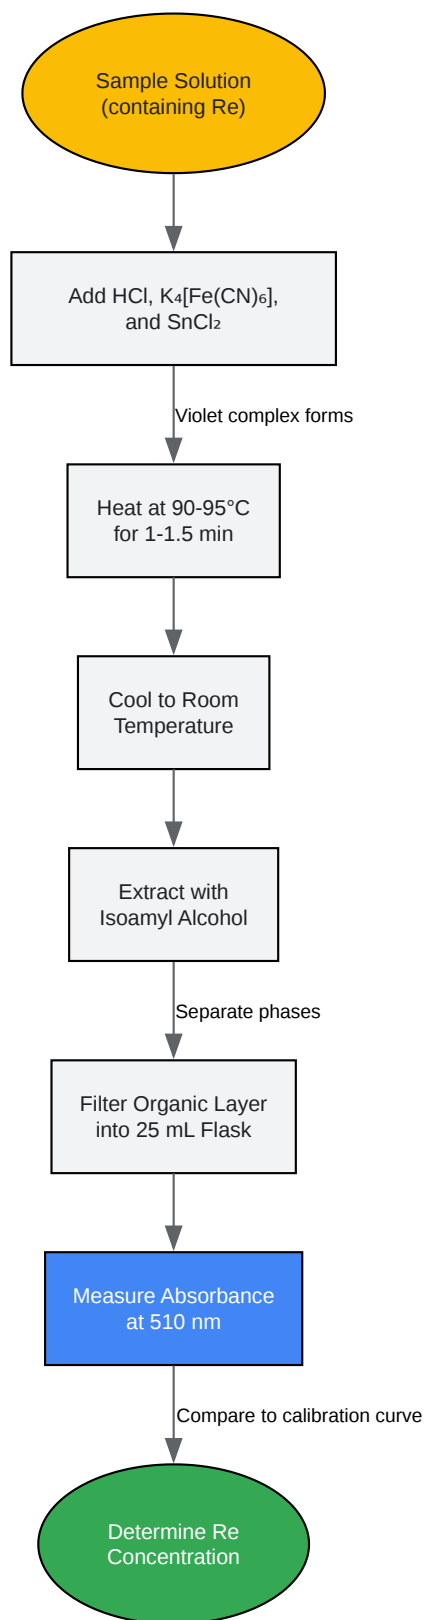 Sample Solution
(containing Re)
Add HCl, K₄[Fe(CN)₆],
and SnCl₂
Violet complex forms
Heat at 90-95°C
for 1-1.5 min
Cool to Room
Temperature
Extract with
Isoamyl Alcohol
Separate phases
Filter Organic Layer
into 25 mL Flask
Measure Absorbance
at 510 nm
Compare to calibration curve
Determine Re
Concentration